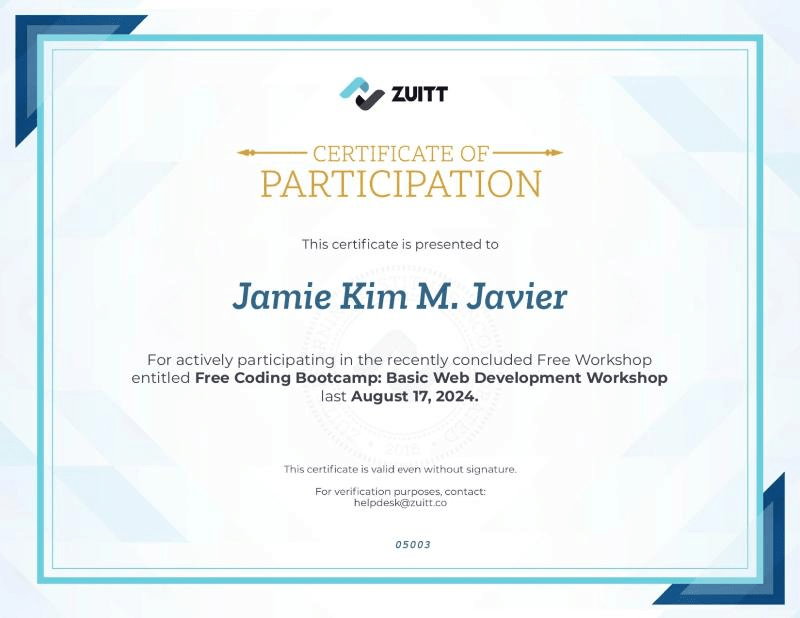 ZUITT
CERTIFICATE OF
PARTICIPATION
This certificate is presented to
Jamie Kim M. Javier
For actively participating in the recently concluded Free Workshop
entitled Free Coding Bootcamp: Basic Web Development Workshop
last August 17, 2024.
2016
This certificate is valid even without signature.
For verification purposes, contact:
helpdesk@zuitt.co
05003